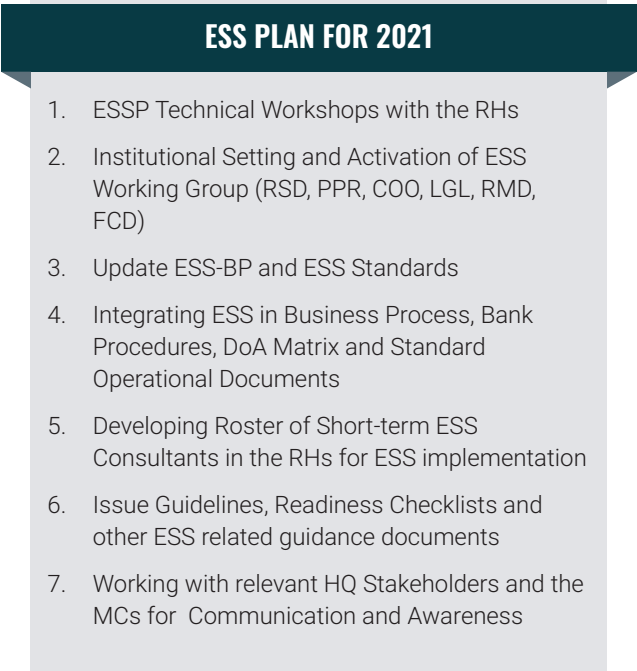 ESS PLAN FOR 2021
1. ESSP Technical Workshops with the RHs
2. Institutional Setting and Activation of ESS
Working Group (RSD, PPR, COO, LGL, RMD,
FCD)
3. Update ESS-BP and ESS Standards
4. Integrating ESS in Business Process, Bank
Procedures, DoA Matrix and Standard
Operational Documents
5. Developing Roster of Short-term ESS
Consultants in the RHs for ESS implementation
6. Issue Guidelines, Readiness Checklists and
other ESS related guidance documents
7. Working with relevant HQ Stakeholders and the
MCs for Communication and Awareness